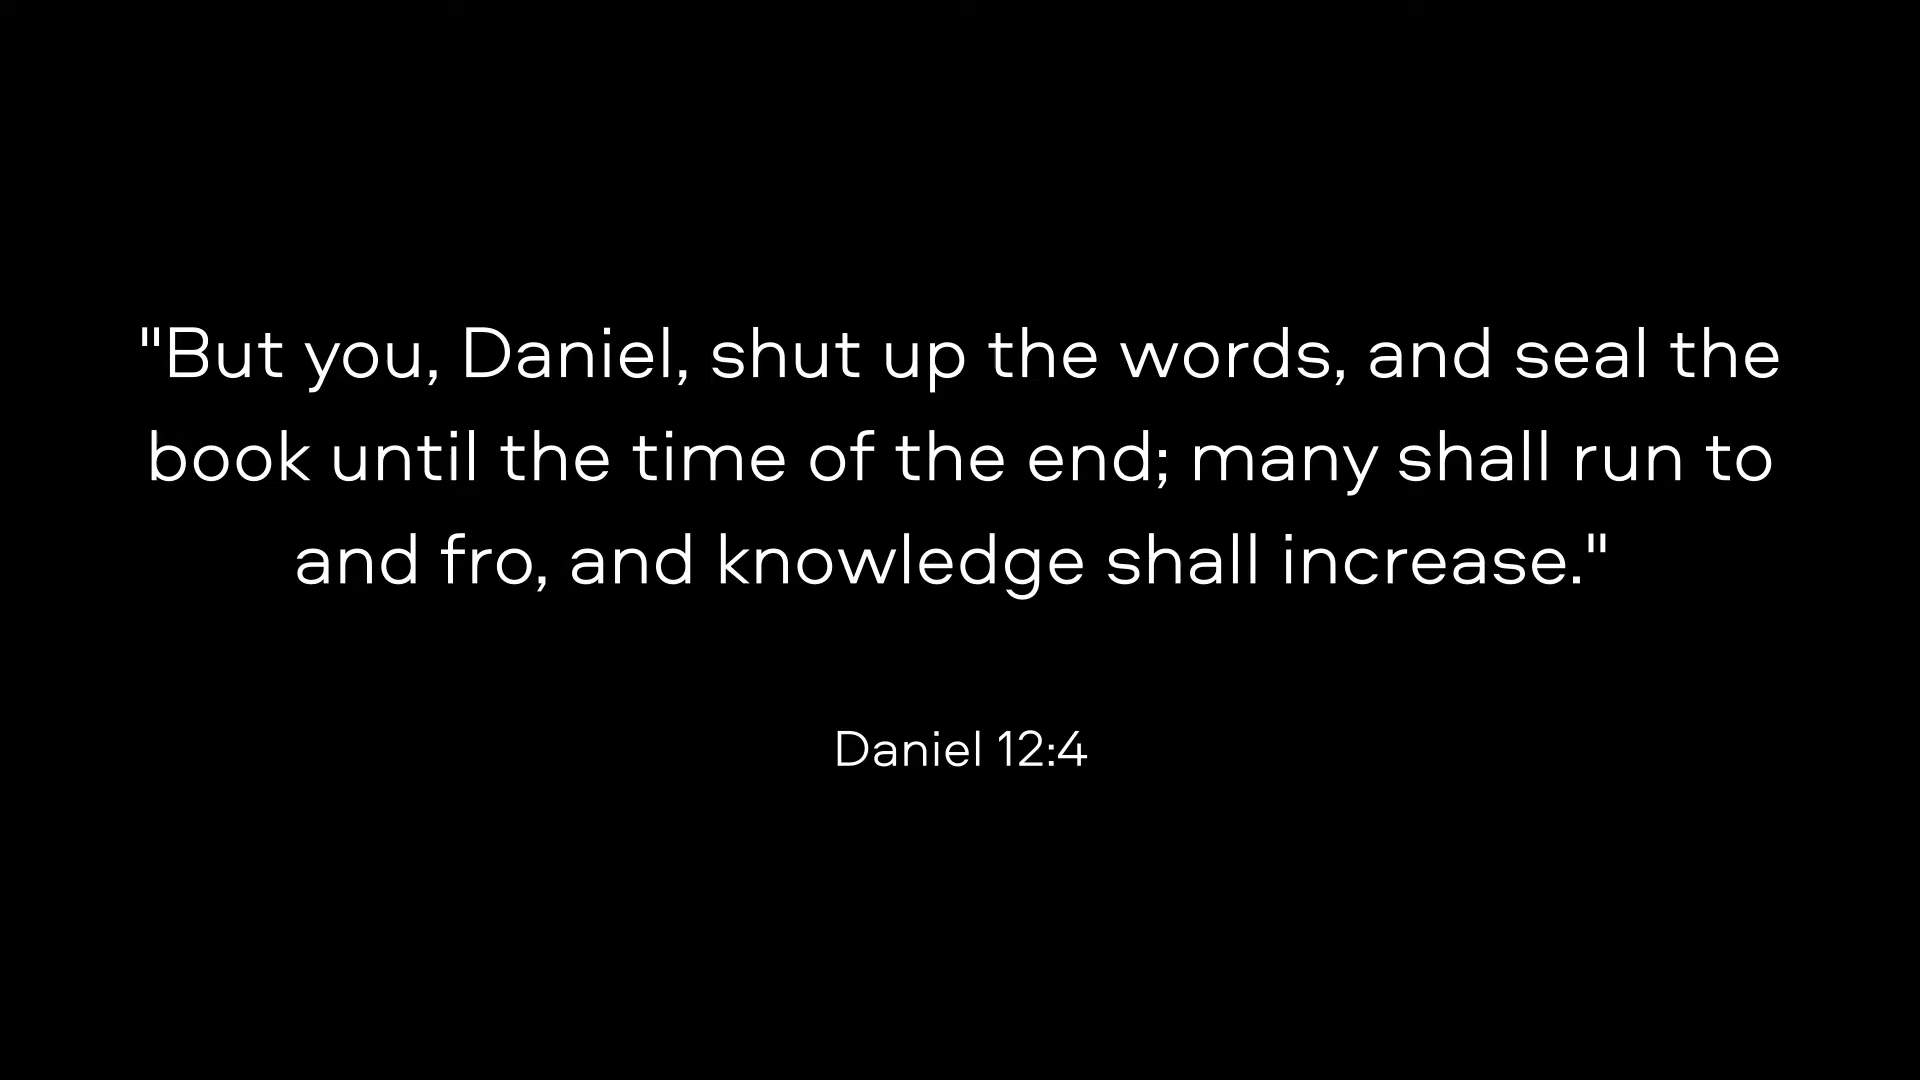 "But you, Daniel, shut up the words, and seal the
book until the time of the end; many shall run to
and fro, and knowledge shall increase."
Daniel 12:4